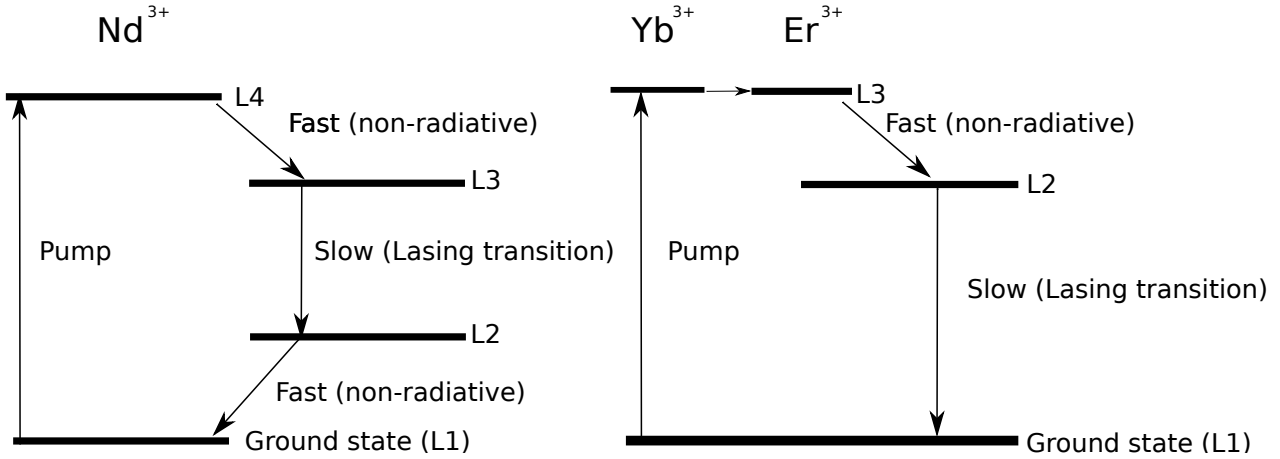 Nd3+
L4
Fast (non-radiative)
L3
Pump
Slow (Lasing transition)
L2
Fast (non-radiative)
Ground state (L1)
Yb3+
Er3+
L3
Fast (non-radiative)
L2
Pump
Slow (Lasing transition)
Ground state (L1)